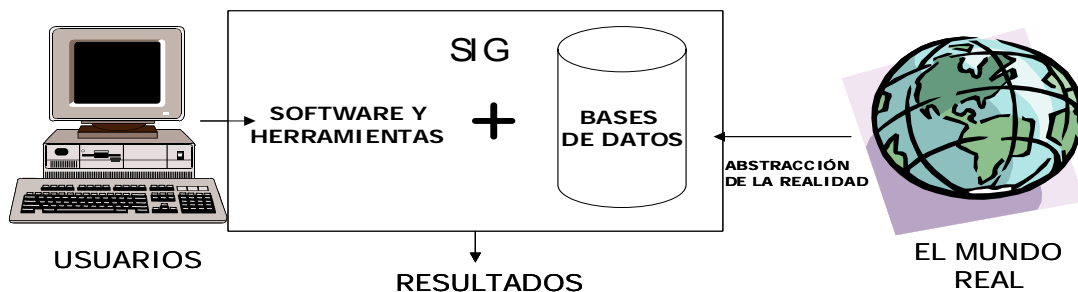 SIG
SOFTWARE Y
HERRAMIENTAS
+
BASES
DE DATOS
ABSTRACCIÓN
DE LA REALIDAD
USUARIOS
RESULTADOS
EL MUNDO
REAL